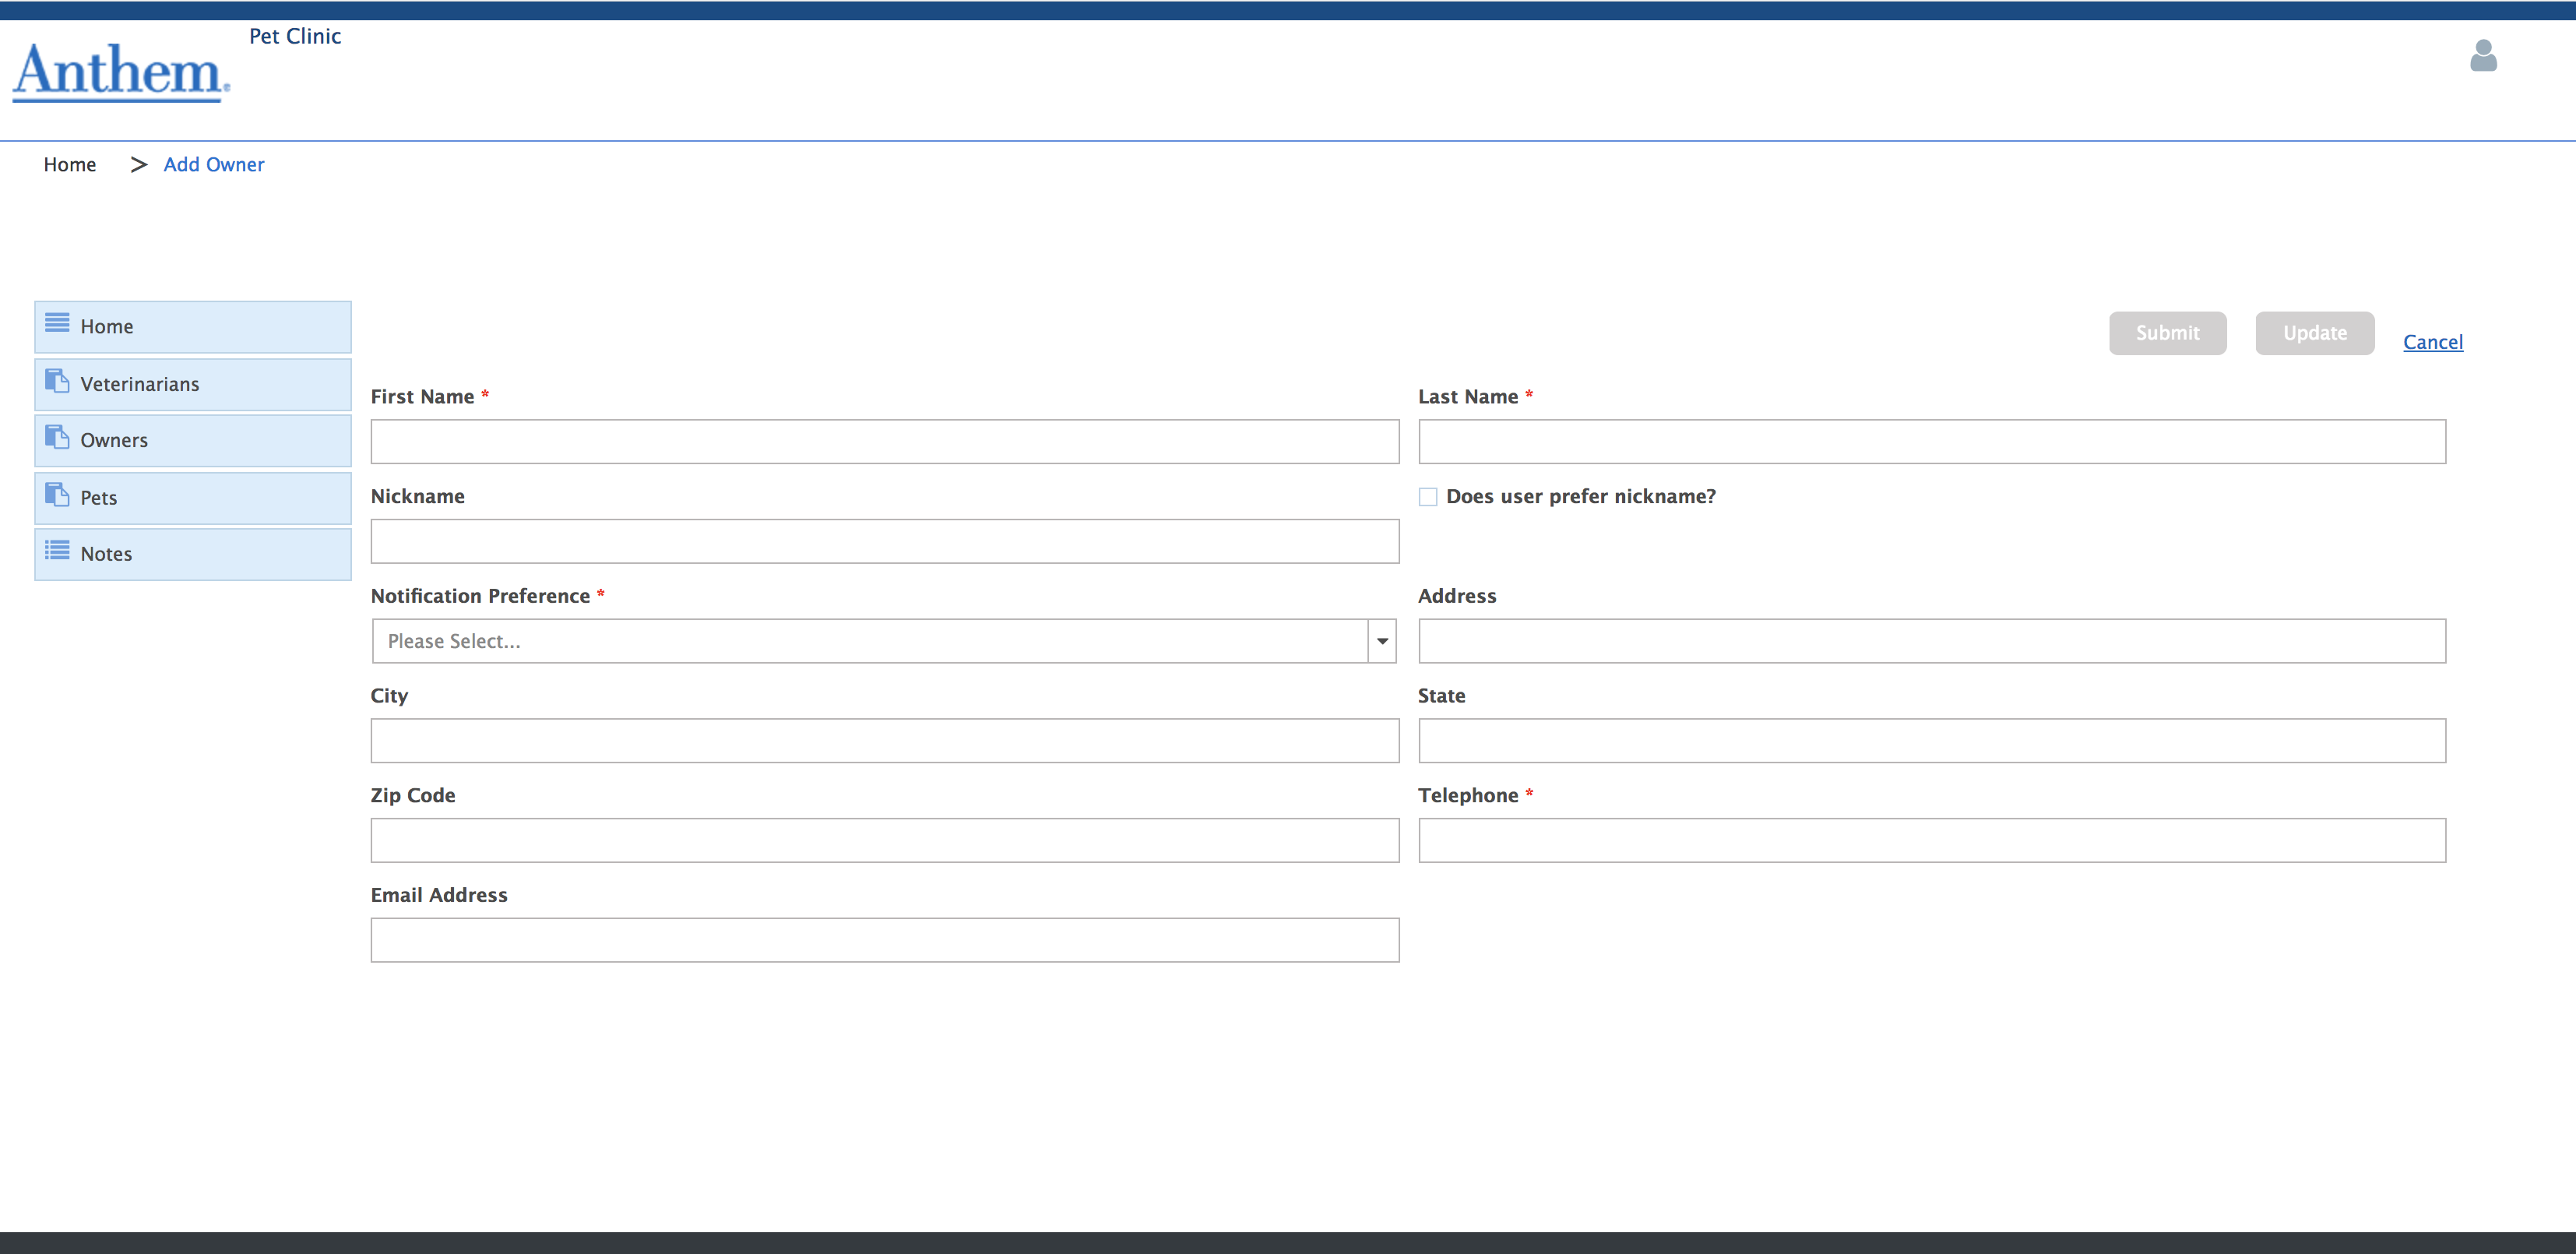 Pet Clinic
Anthem®
Home > Add Owner
Home
Veterinarians
Owners
Pets
Notes
Submit Update Cancel
First Name * Last Name *
Nickname Does user prefer nickname?
Notification Preference * Address
Please Select...
City State
Zip Code Telephone *
Email Address